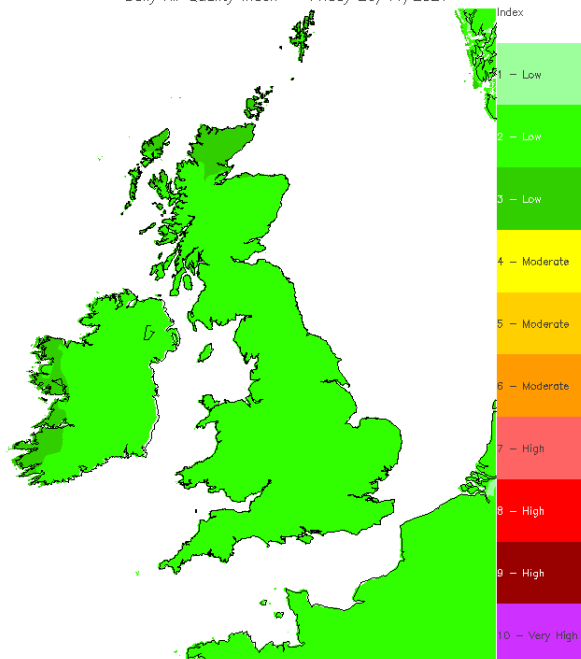 Index
1 - Low
2 - Low
3 - Low
4 - Moderate
5 - Moderate
6 - Moderate
7 - High
8 - High
9 - High
10 - Very High